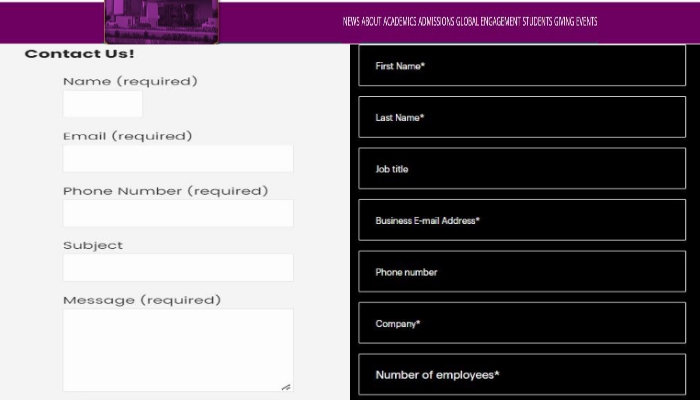 NEWS ABOUT ACADEMICS ADMISSIONS GLOBAL ENGAGEMENT STUDENTS GIVING EVENTS
Contact Us!
Name (required)
Email (required)
Phone Number (required)
Subject
Message (required)
First Name*
Last Name*
Job title
Business E-mail Address*
Phone number
Company*
Number of employees*